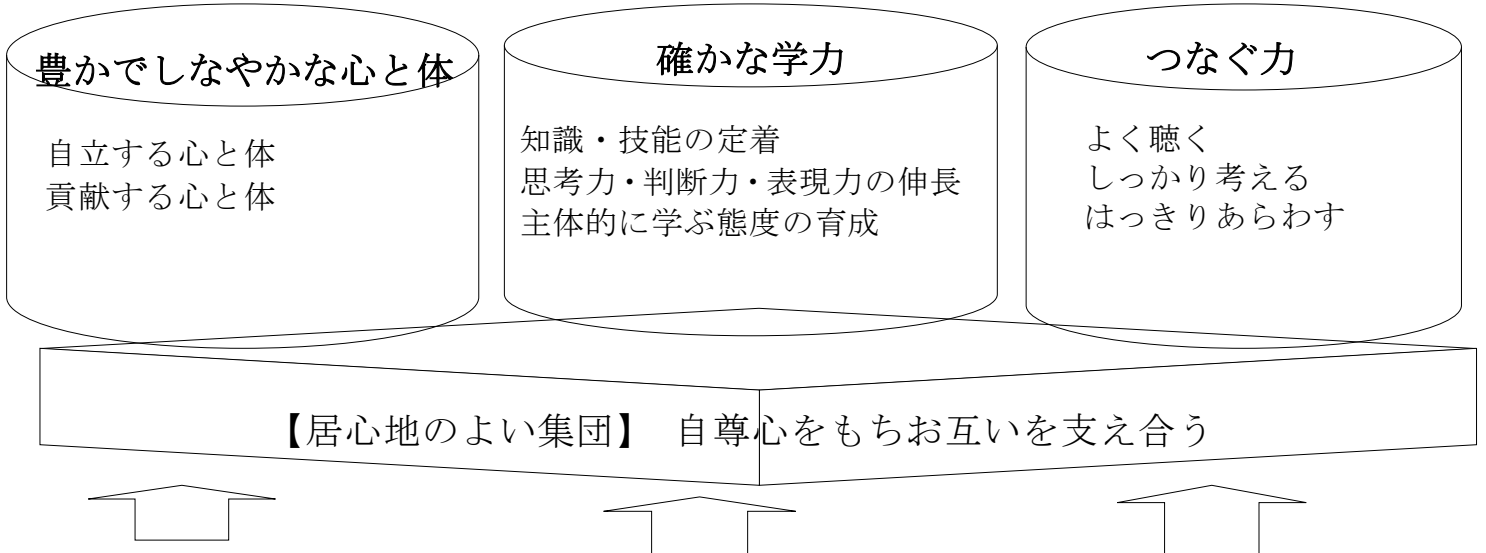 豊かでしなやかな心と体
自立する心と体
貢献する心と体
確かな学力
知識・技能の定着
思考力・判断力・表現力の伸長
主体的に学ぶ態度の育成
つなぐ力
よく聴く
しっかり考える
はっきりあらわす
【居心地のよい集団】 自尊心をもちお互いを支え合う